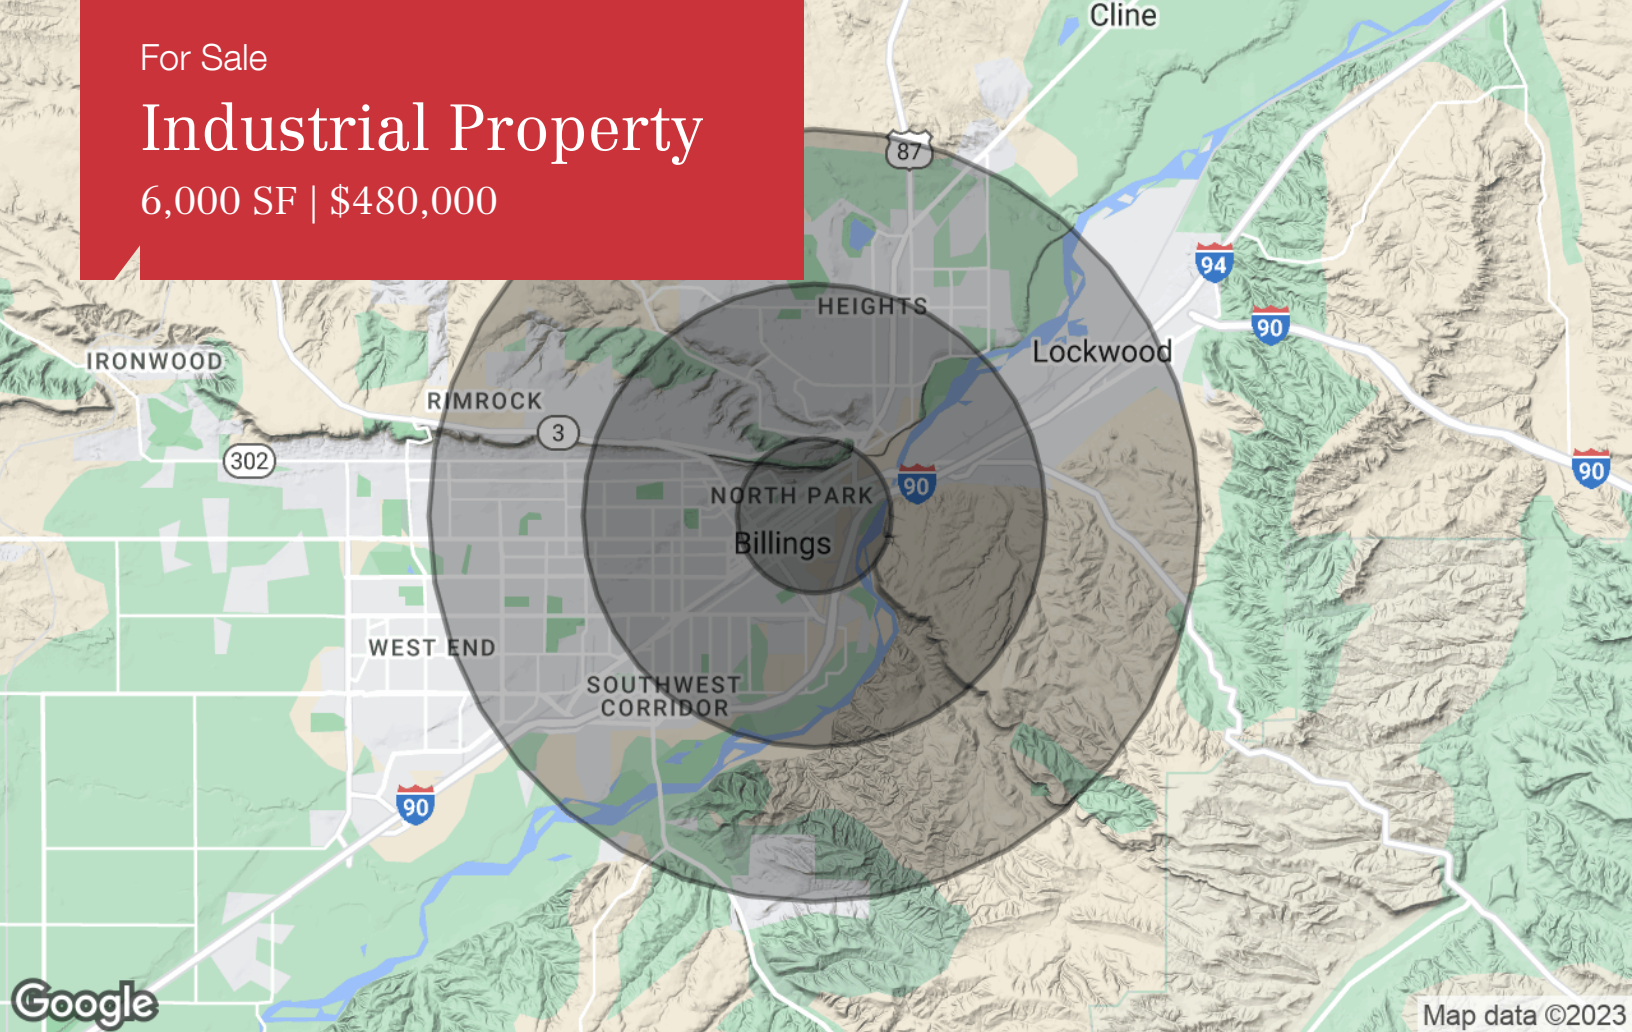 For Sale
Industrial Property
6,000 SF | $480,000
Cline
87
94
90
HEIGHTS
Lockwood
IRONWOOD
RIMROCK
3
302
90
90
NORTH PARK
Billings
WEST END
SOUTHWEST
CORRIDOR
90
Google
Map data ©2023